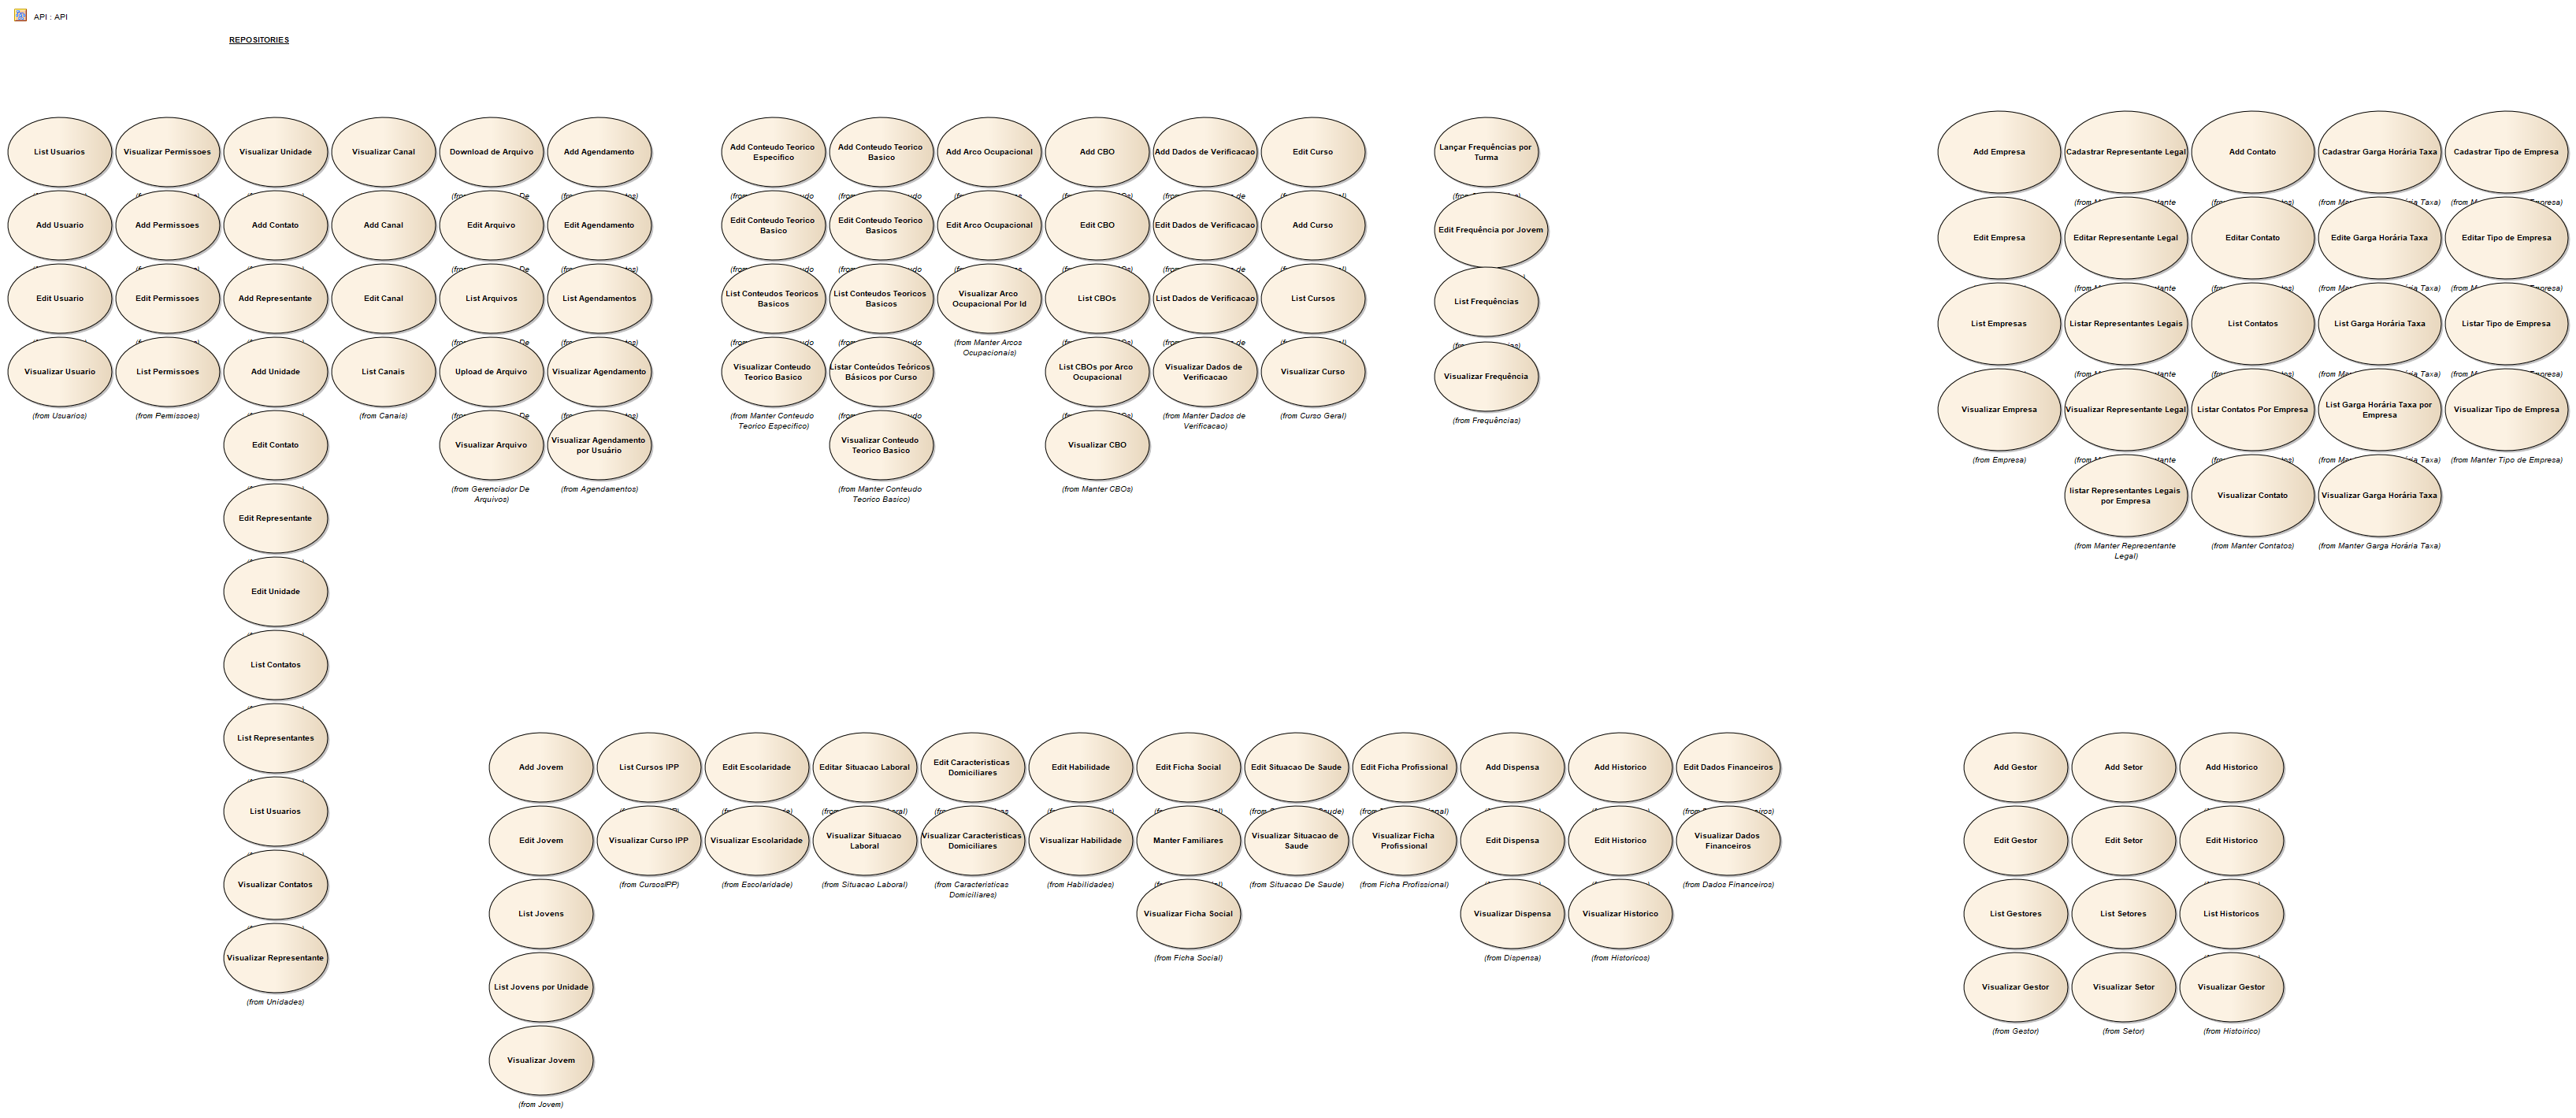 API : API
REPOSITORIES
List Usuarios
Add Usuario
Edit Usuario
Visualizar Usuario
(from Usuarios)
Visualizar Permissoes
Add Permissoes
Edit Permissoes
List Permissoes
(from Permissoes)
Visualizar Unidade
Add Contato
Add Representante
Add Unidade
Edit Contato
Edit Representante
Edit Unidade
List Contatos
List Representantes
List Usuarios
Visualizar Contatos
Visualizar Representante
(from Unidades)
Visualizar Canal
Add Canal
Edit Canal
List Canais
(from Canais)
Download de Arquivo
Edit Arquivo
List Arquivos
Upload de Arquivo
Visualizar Arquivo
(from Gerenciador De
Arquivos)
Add Agendamento
Edit Agendamento
List Agendamentos
Visualizar Agendamento
Visualizar Agendamento
por Usuário
(from Agendamentos)
Add Conteudo Teorico
Especifico
Edit Conteudo Teorico
Basico
List Conteudos Teoricos
Basicos
Visualizar Conteudo
Teorico Basico
(from Manter Conteudo
Teorico Especifico)
Add Conteudo Teorico
Basico
Edit Conteudo Teorico
Basicos
List Conteudos Teoricos
Basicos
Listar Conteúdos Teóricos
Básicos por Curso
Visualizar Conteudo
Teorico Basico
(from Manter Conteudo
Teorico Basico)
Add Arco Ocupacional
Edit Arco Ocupacional
Visualizar Arco
Ocupacional Por Id
(from Manter Arcos
Ocupacionais)
Add CBO
Edit CBO
List CBOs
List CBOs por Arco
Ocupacional
Visualizar CBO
(from Manter CBOs)
Add Dados de Verificacao
Edit Dados de Verificacao
List Dados de Verificacao
Visualizar Dados de
Verificacao
(from Manter Dados de
Verificacao)
Edit Curso
Add Curso
List Cursos
Visualizar Curso
(from Curso Geral)
Lançar Frequências por
Turma
Edit Frequência por Jovem
List Frequências
Visualizar Frequência
(from Frequências)
Add Empresa
Edit Empresa
List Empresas
Visualizar Empresa
(from Empresa)
Cadastrar Representante Legal
Editar Representante Legal
Listar Representantes Legais
Visualizar Representante Legal
listar Representantes Legais
por Empresa
(from Manter Representante
Legal)
Add Contato
Editar Contato
List Contatos
Listar Contatos Por Empresa
Visualizar Contato
(from Manter Contatos)
Cadastrar Garga Horária Taxa
Edite Garga Horária Taxa
List Garga Horária Taxa
List Garga Horária Taxa por
Empresa
Visualizar Garga Horária Taxa
(from Manter Garga Horária Taxa)
Cadastrar Tipo de Empresa
Editar Tipo de Empresa
Listar Tipo de Empresa
Visualizar Tipo de Empresa
(from Manter Tipo de Empresa)
Add Jovem
Edit Jovem
List Jovens
List Jovens por Unidade
Visualizar Jovem
(from Jovem)
List Cursos IPP
Visualizar Curso IPP
(from CursosIPP)
Edit Escolaridade
Visualizar Escolaridade
(from Escolaridade)
Editar Situacao Laboral
Visualizar Situacao
Laboral
(from Situacao Laboral)
Edit Caracteristicas
Domiciliares
Visualizar Caracteristicas
Domiciliares
(from Caracteristicas
Domiciliares)
Edit Habilidade
Visualizar Habilidade
(from Habilidades)
Edit Ficha Social
Manter Familiares
Visualizar Ficha Social
(from Ficha Social)
Edit Situacao De Saude
Visualizar Situacao de
Saude
(from Situacao De Saude)
Edit Ficha Profissional
Visualizar Ficha
Profissional
(from Ficha Profissional)
Add Dispensa
Edit Dispensa
Visualizar Dispensa
(from Dispensa)
Add Historico
Edit Historico
Visualizar Historico
(from Historicos)
Edit Dados Financeiros
Visualizar Dados
Financeiros
(from Dados Financeiros)
Add Gestor
Edit Gestor
List Gestores
Visualizar Gestor
(from Gestor)
Add Setor
Edit Setor
List Setores
Visualizar Setor
(from Setor)
Add Historico
Edit Historico
List Historicos
Visualizar Gestor
(from Histoirico)